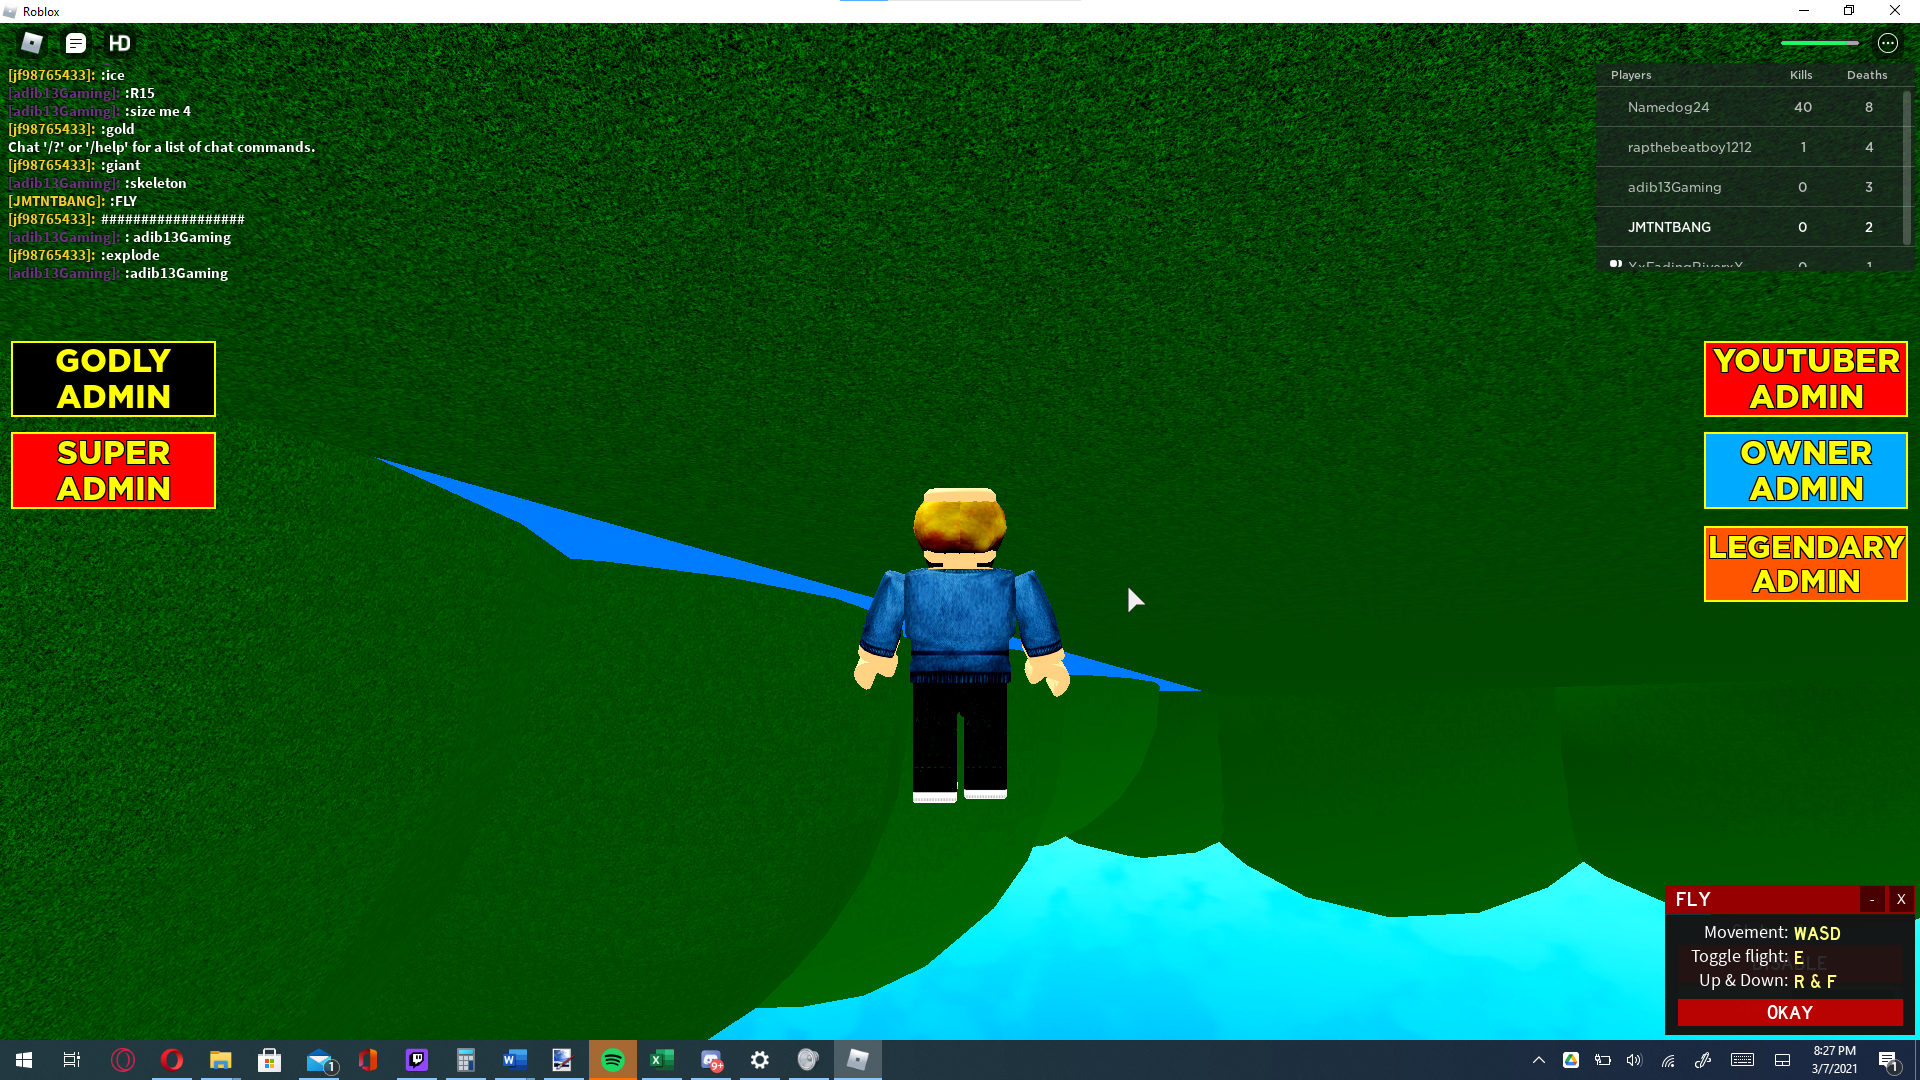 Roblox
HD
[jf98765433]: :ice
[adib13Gaming]: :R15
[adib13Gaming]: :size me 4
[jf98765433]: :gold
Chat '/?' or '/help' for a list of chat commands.
[jf98765433]: :giant
[adib13Gaming]: :skeleton
[JMTNTBANG]: :FLY
[jf98765433]: ##################
[adib13Gaming]: : adib13Gaming
[jf98765433]: :explode
[adib13Gaming]: :adib13Gaming
Players Kills Deaths
Namedog24 40 8
rapthebeatboy1212 1 4
adib13Gaming 0 3
JMTNTBANG 0 2
0 1
GODLY
ADMIN
SUPER
ADMIN
YOUTUBER
ADMIN
OWNER
ADMIN
LEGENDARY
ADMIN
FLY - X
Movement: WASD
Toggle flight: E
Up & Down: R & F
OKAY
1
W
X
9+
8:27 PM
3/7/2021
1